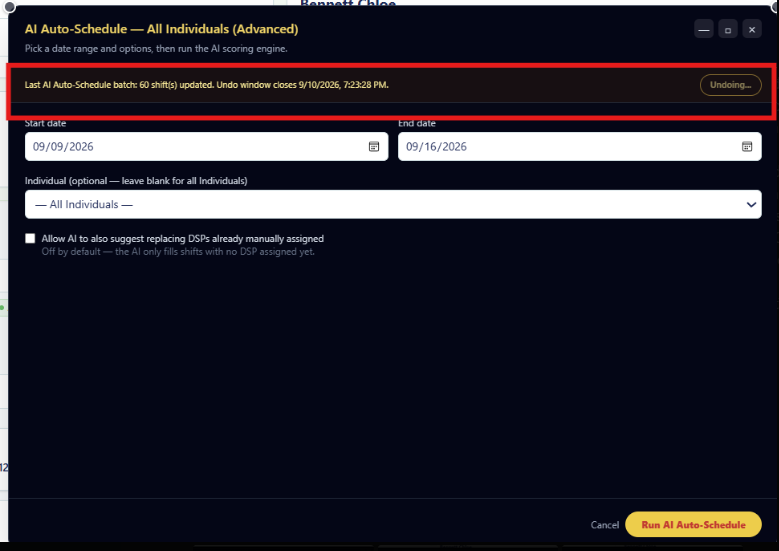 Bennett Chloe
AI Auto-Schedule — All Individuals (Advanced)
Pick a date range and options, then run the AI scoring engine.
Last AI Auto-Schedule batch: 60 shift(s) updated. Undo window closes 9/10/2026, 7:23:28 PM.
Undoing...
Start date
End date
09/09/2026
09/16/2026
Individual (optional — leave blank for all Individuals)
— All Individuals —
Allow AI to also suggest replacing DSPs already manually assigned
Off by default — the AI only fills shifts with no DSP assigned yet.
12
Cancel
Run AI Auto-Schedule